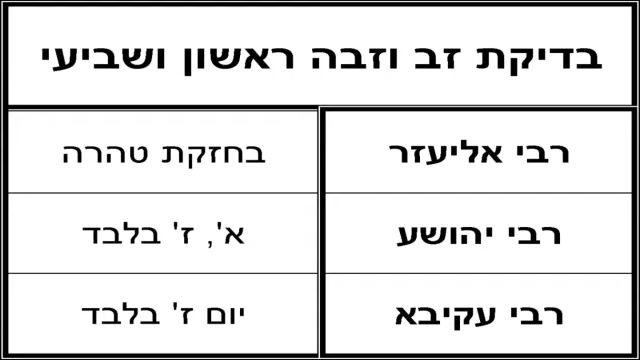 בדיקת זב וזבה ראשון ושביעי
רבי אליעזר
בחזקת טהרה
רבי יהושע
א', ז' בלבד
רבי עקיבא
יום ז' בלבד